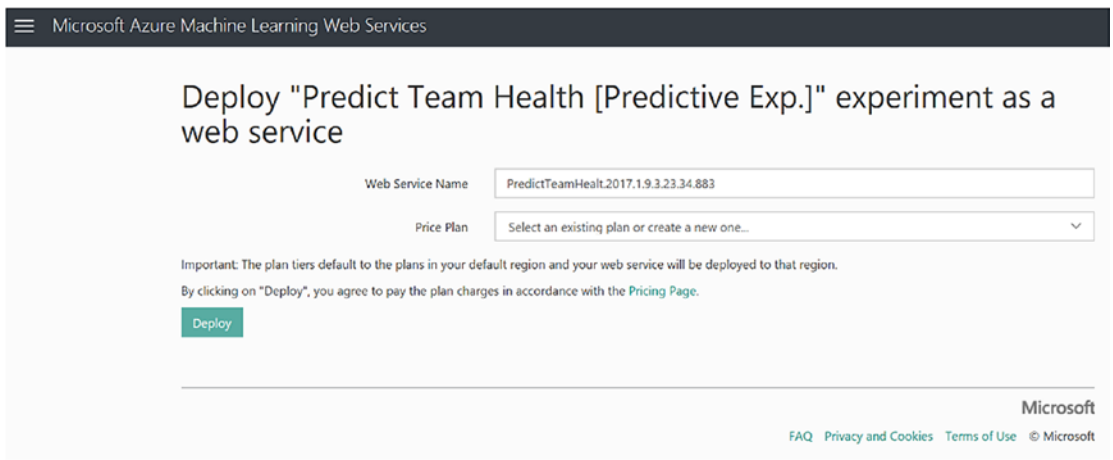 Microsoft Azure Machine Learning Web Services
Deploy "Predict Team Health [Predictive Exp.]" experiment as a
web service
Web Service Name PredictTeamHealt.2017.1.9.3.23.34.883
Price Plan Select an existing plan or create a new one...
Important: The plan tiers default to the plans in your default region and your web service will be deployed to that region.
By clicking on "Deploy", you agree to pay the plan charges in accordance with the Pricing Page.
Deploy
Microsoft
FAQ Privacy and Cookies Terms of Use © Microsoft